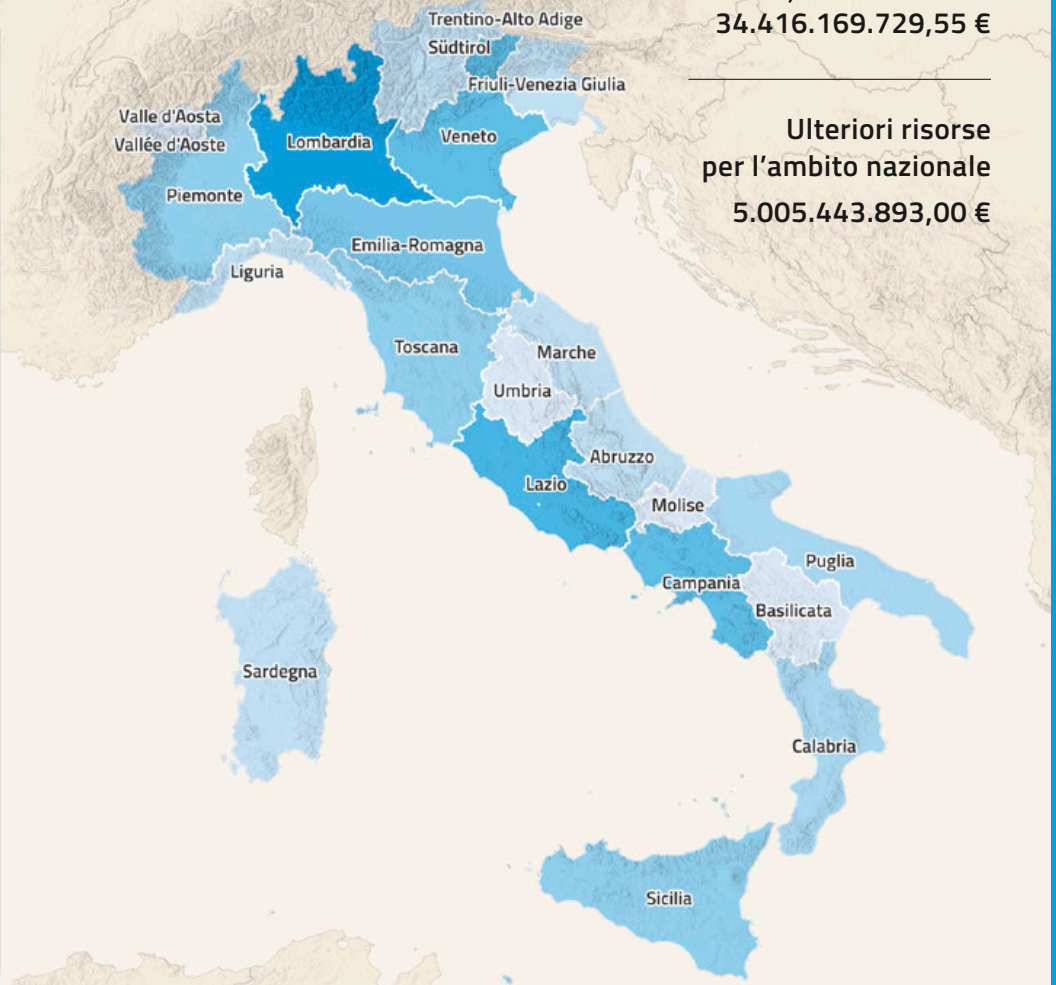 34.416.169.729,55 €
Ulteriori risorse
per l'ambito nazionale
5.005.443.893,00 €
Trentino-Alto Adige
Südtirol
Friuli-Venezia Giulia
Valle d'Aosta
Vallée d'Aoste
Lombardia
Veneto
Piemonte
Emilia-Romagna
Liguria
Toscana
Marche
Umbria
Abruzzo
Lazio
Molise
Puglia
Campania
Basilicata
Sardegna
Calabria
Sicilia